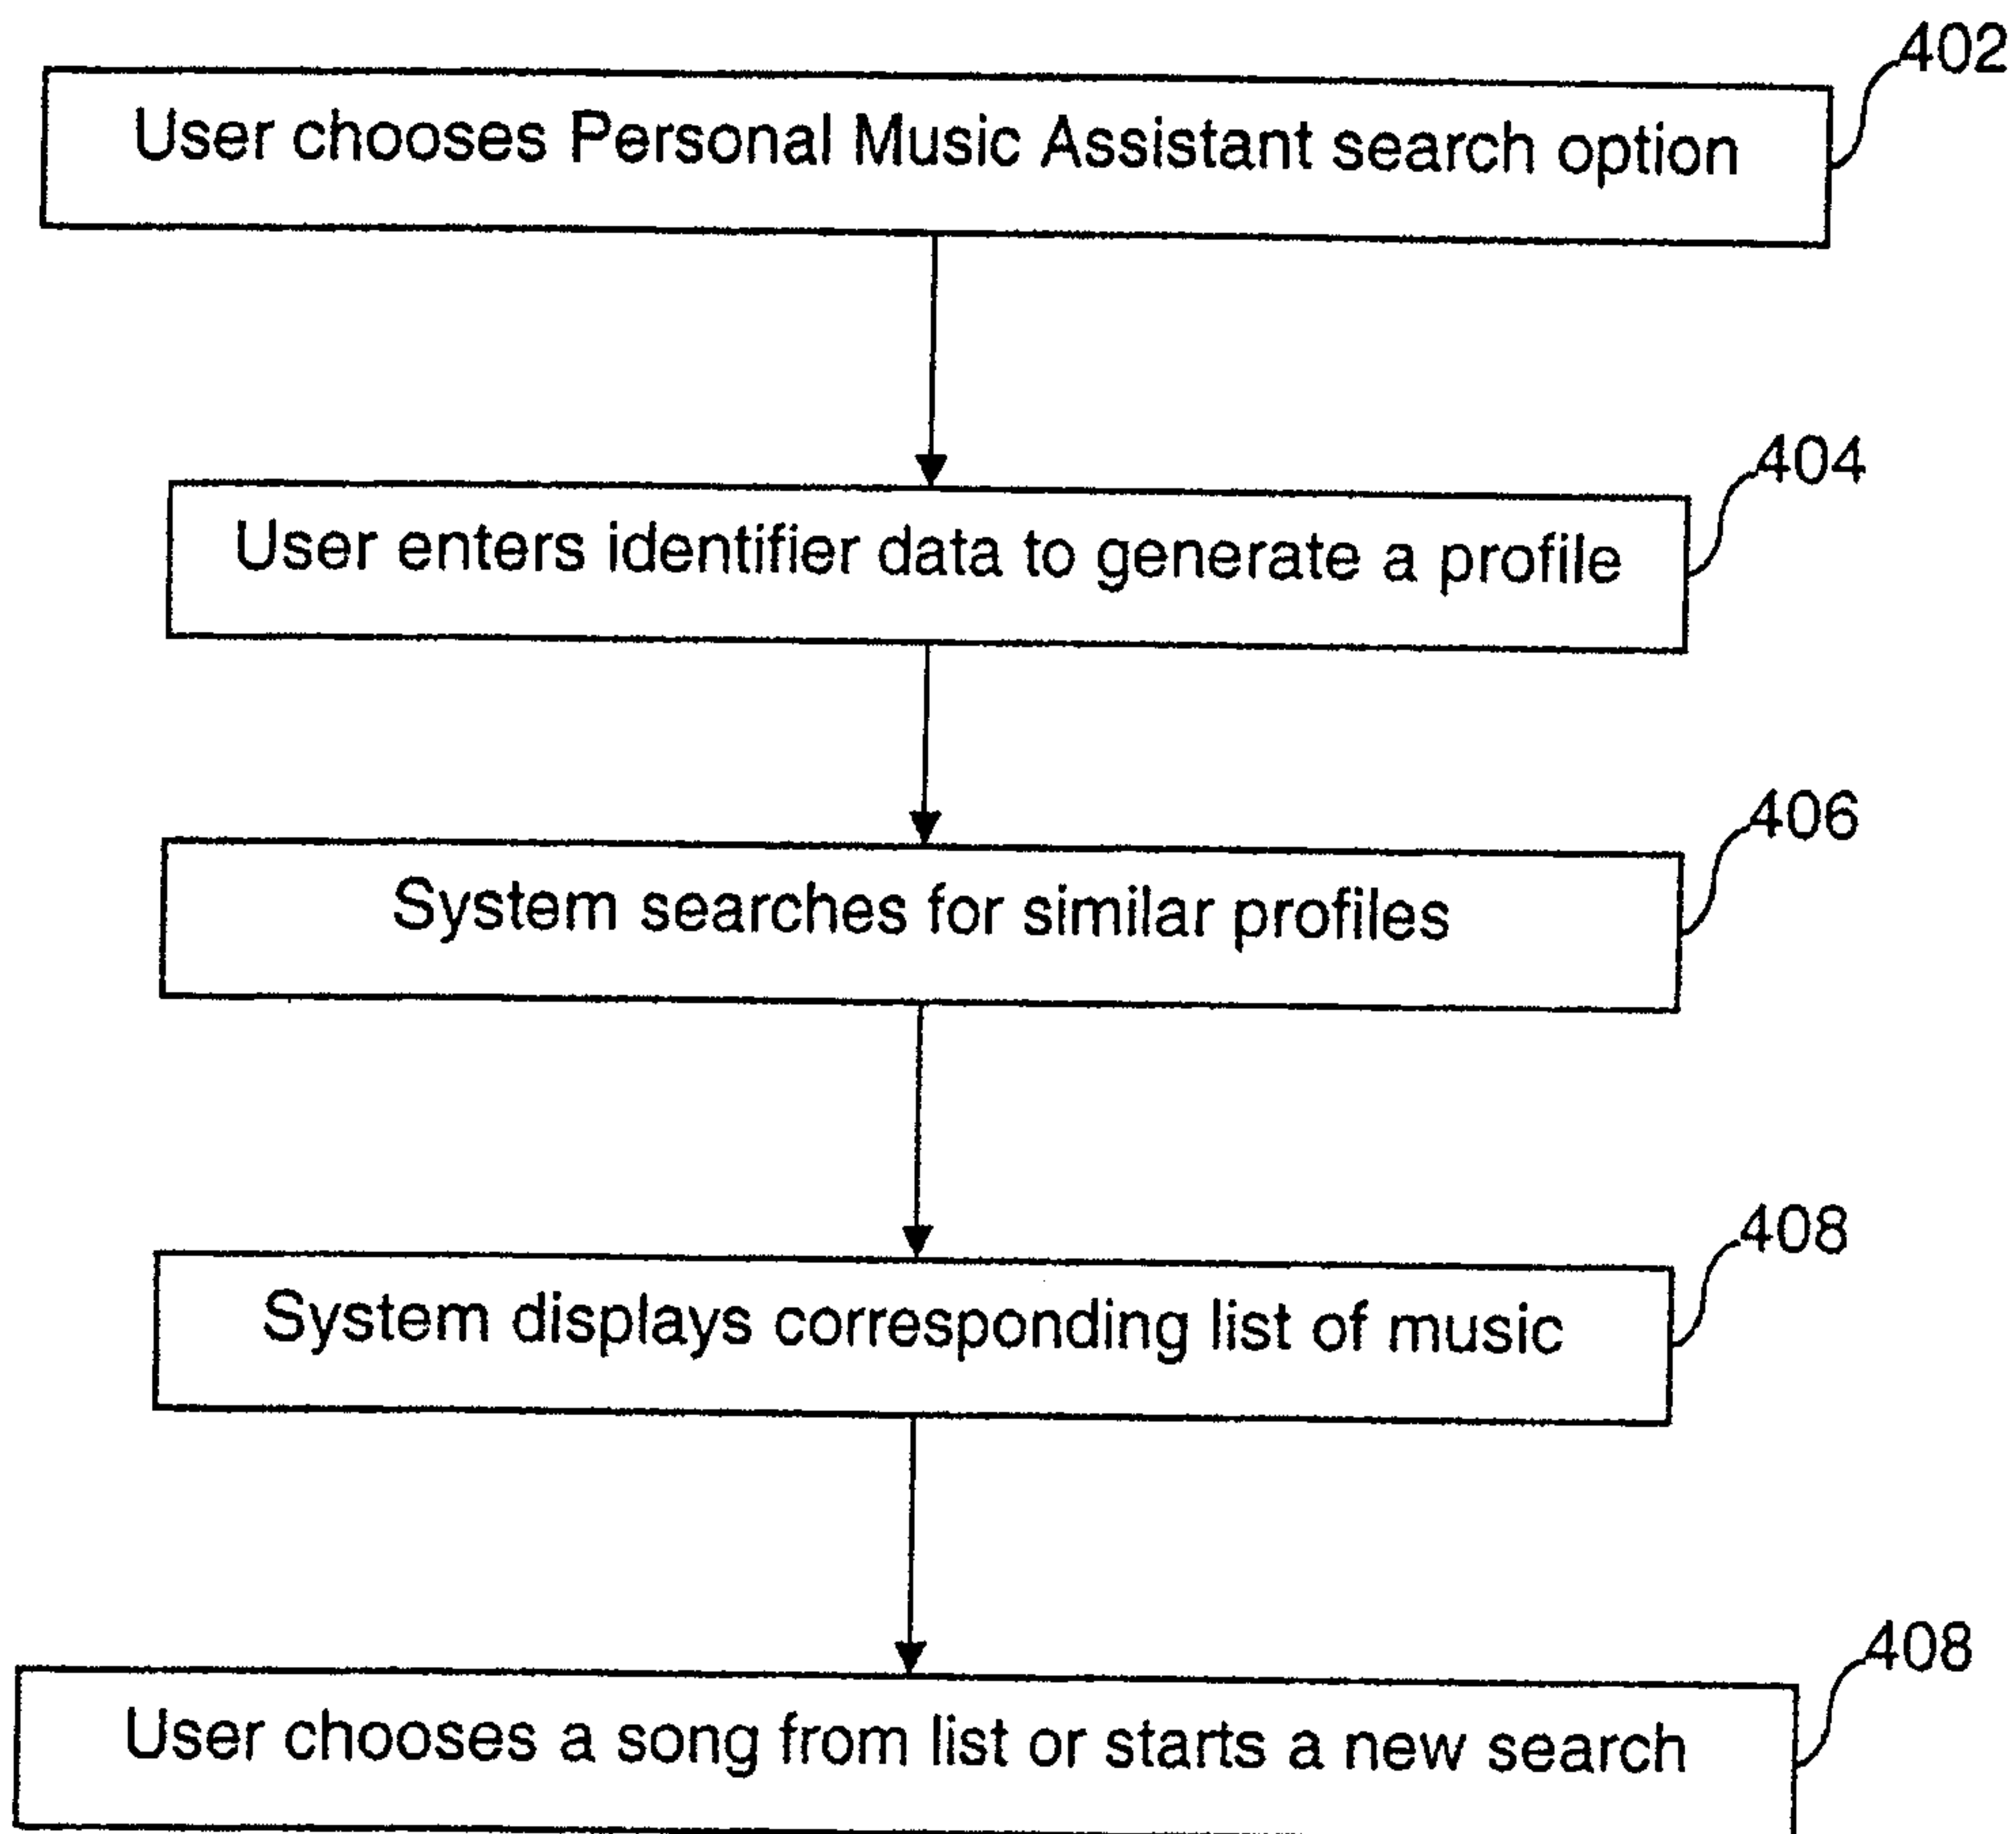 402
User chooses Personal Music Assistant search option
404
User enters identifier data to generate a profile
406
System searches for similar profiles
408
System displays corresponding list of music
408
User chooses a song from list or starts a new search